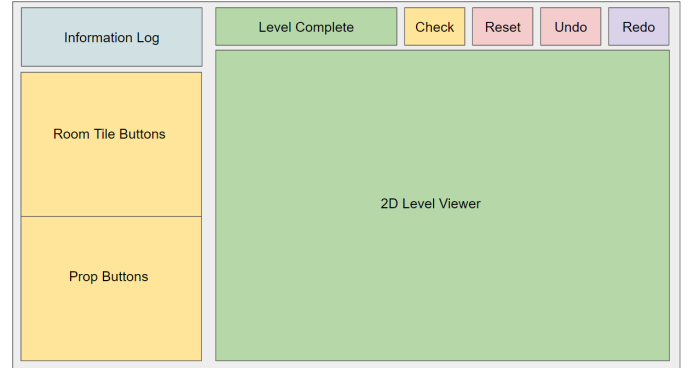 Information Log
Level Complete
Check
Reset
Undo
Redo
Room Tile Buttons
2D Level Viewer
Prop Buttons